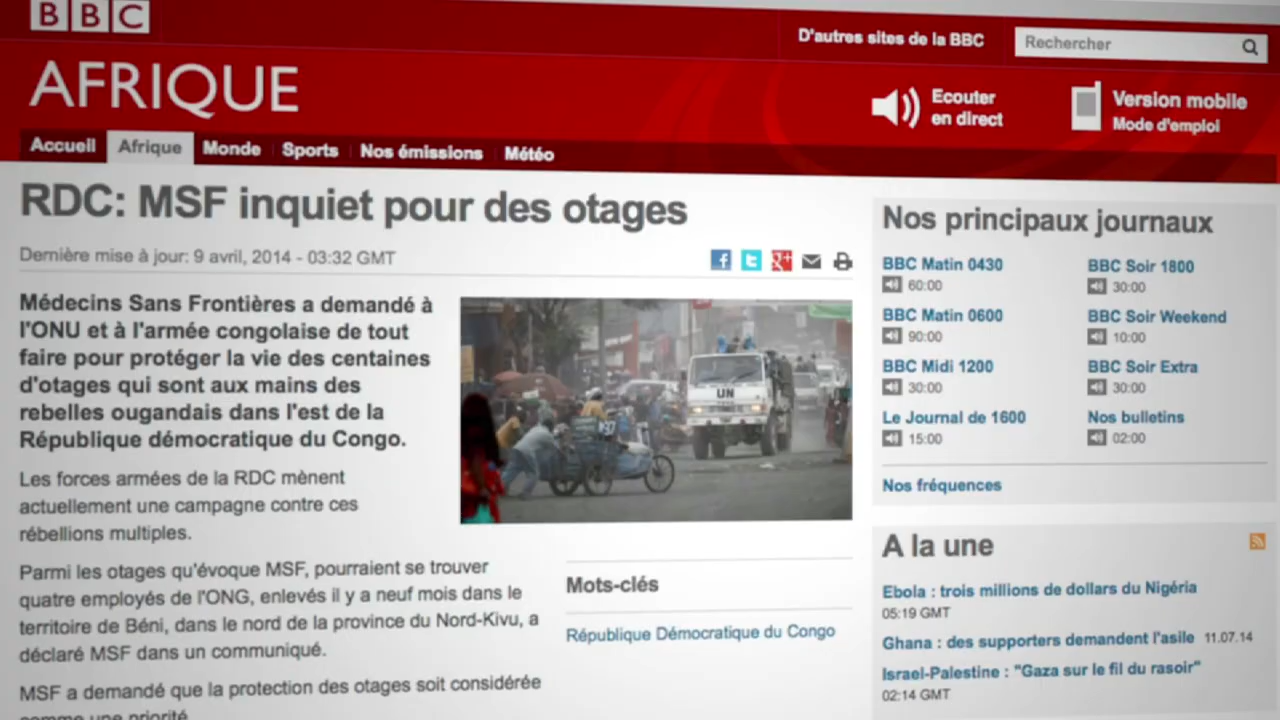 BBC
D'autres sites de la BBC
Rechercher
AFRIQUE
Ecouter
en direct
Version mobile
Mode d'emploi
Accueil
Afrique
Monde
Sports
Nos émissions
Météo
RDC: MSF inquiet pour des otages
Dernière mise à jour: 9 avril, 2014 - 03:32 GMT
Médecins Sans Frontières a demandé à
l'ONU et à l'armée congolaise de tout
faire pour protéger la vie des centaines
d'otages qui sont aux mains des
rebelles ougandais dans l'est de la
République démocratique du Congo.
UN
Les forces armées de la RDC mènent
actuellement une campagne contre ces
rébellions multiples.
Parmi les otages qu'évoque MSF, pourraient se trouver
quatre employés de l'ONG, enlevés il y a neuf mois dans le
territoire de Béni, dans le nord de la province du Nord-Kivu, a
déclaré MSF dans un communiqué.
MSF a demandé que la protection des otages soit considérée
comme une priorité
Mots-clés
République Démocratique du Congo
Nos principaux journaux
BBC Matin 0430
60:00
BBC Soir 1800
30:00
BBC Matin 0600
90:00
BBC Soir Weekend
10:00
BBC Midi 1200
30:00
BBC Soir Extra
30:00
Le Journal de 1600
15:00
Nos bulletins
02:00
Nos fréquences
A la une
Ebola : trois millions de dollars du Nigéria
05:19 GMT
Ghana : des supporters demandent l'asile 11.07.14
Israel-Palestine : "Gaza sur le fil du rasoir"
02:14 GMT